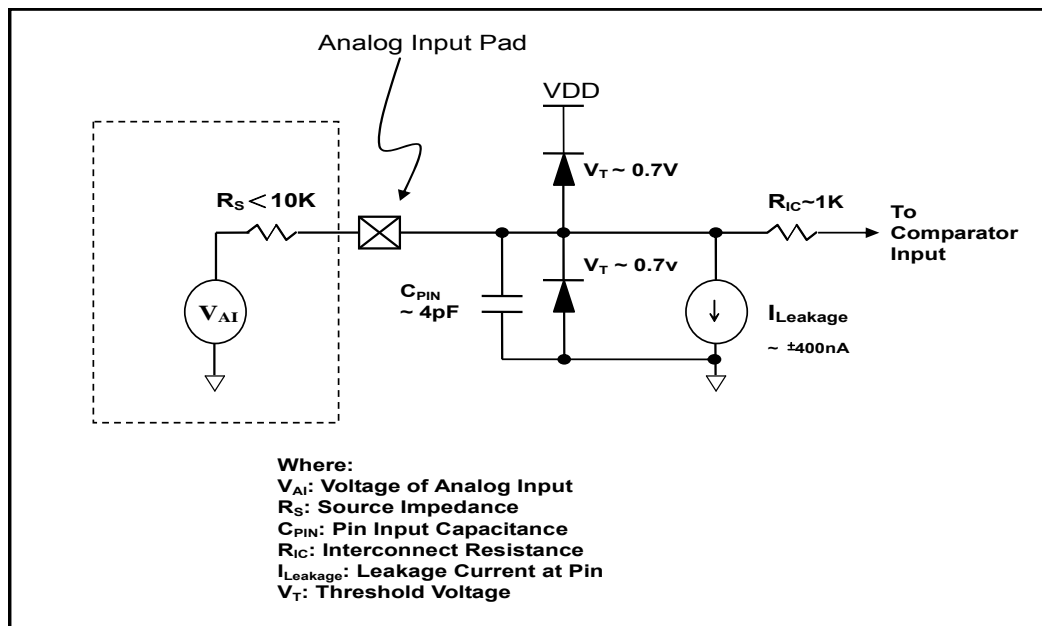 Analog Input Pad
VDD
V_T ~ 0.7V
R_S＜10K
R_IC~1K
To
Comparator
Input
V_T ~ 0.7v
C_PIN
~ 4pF
V_AI
I_Leakage
~ ±400nA
Where:
V_AI: Voltage of Analog Input
R_S: Source Impedance
C_PIN: Pin Input Capacitance
R_IC: Interconnect Resistance
I_Leakage: Leakage Current at Pin
V_T: Threshold Voltage